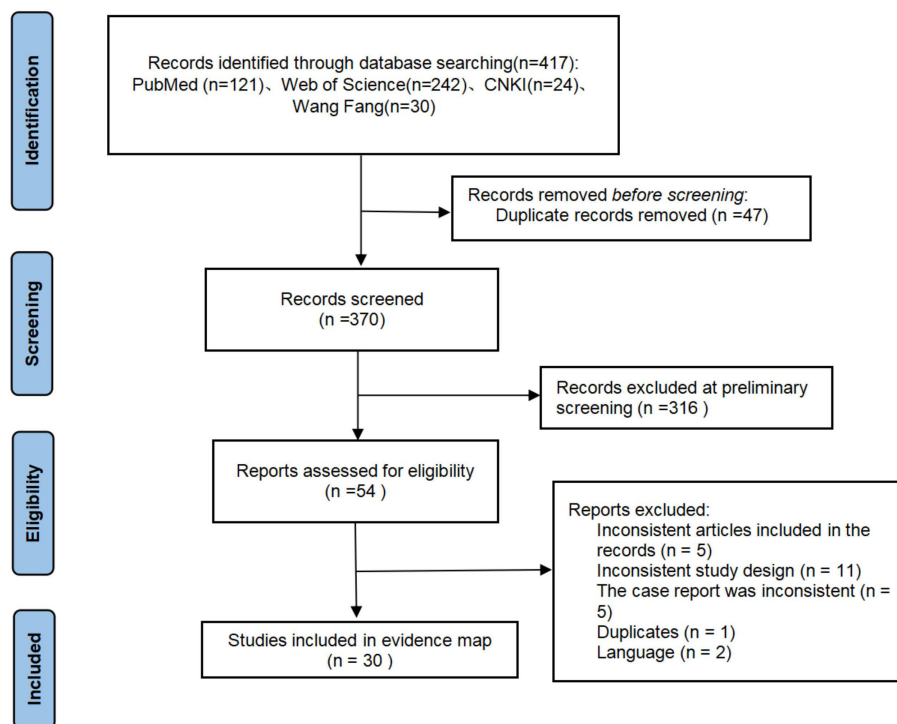 Identification
Records identified through database searching(n=417):
PubMed (n=121)、Web of Science(n=242)、CNKI(n=24)、
Wang Fang(n=30)
Records removed before screening:
Duplicate records removed (n =47)
Screening
Records screened
(n =370)
Records excluded at preliminary
screening (n =316 )
Eligibility
Reports assessed for eligibility
(n =54 )
Reports excluded:
Inconsistent articles included in the
records (n = 5)
Inconsistent study design (n = 11)
The case report was inconsistent (n =
5)
Duplicates (n = 1)
Language (n = 2)
Included
Studies included in evidence map
(n = 30 )